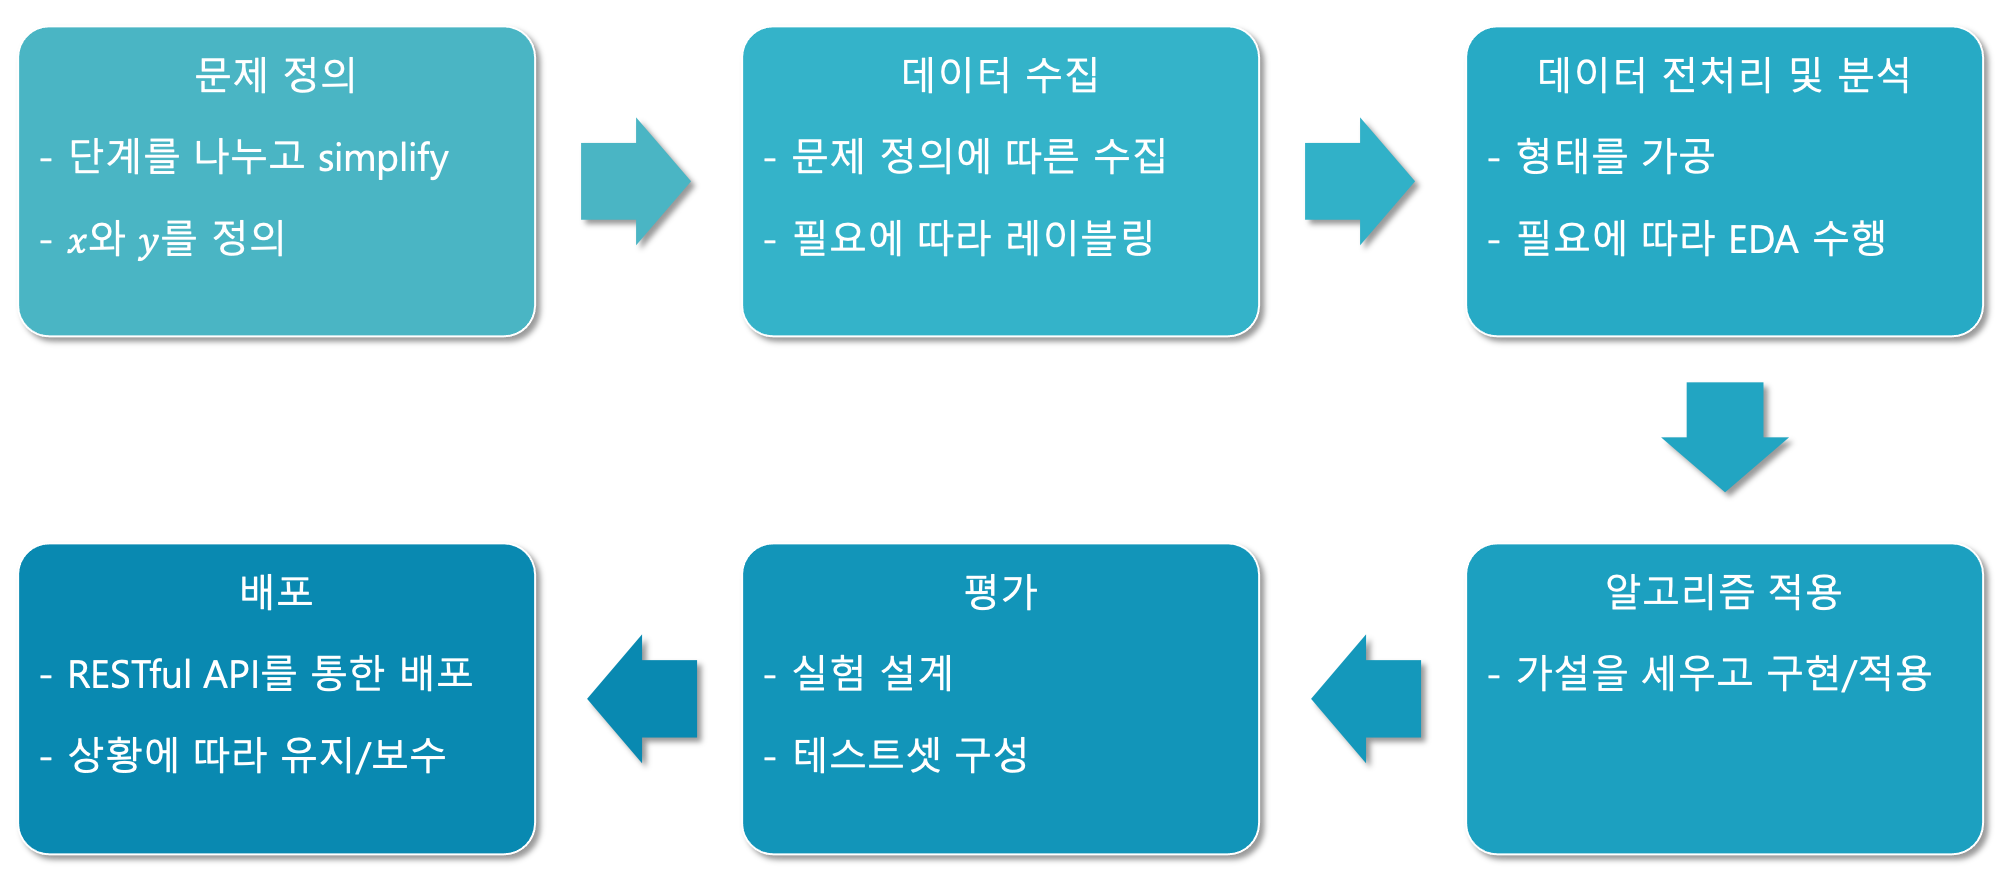 문제 정의
- 단계를 나누고 simplify
- x와 y를 정의
데이터 수집
- 문제 정의에 따른 수집
- 필요에 따라 레이블링
데이터 전처리 및 분석
- 형태를 가공
- 필요에 따라 EDA 수행
알고리즘 적용
- 가설을 세우고 구현/적용
평가
- 실험 설계
- 테스트셋 구성
배포
- RESTful API를 통한 배포
- 상황에 따라 유지/보수